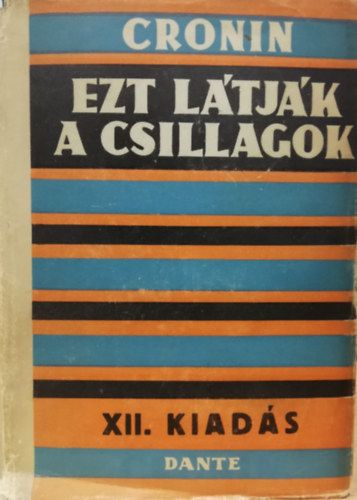 CRONIN
EZT LÁTJÁK
A CSILLAGOK
XII. KIADÁS
DANTE